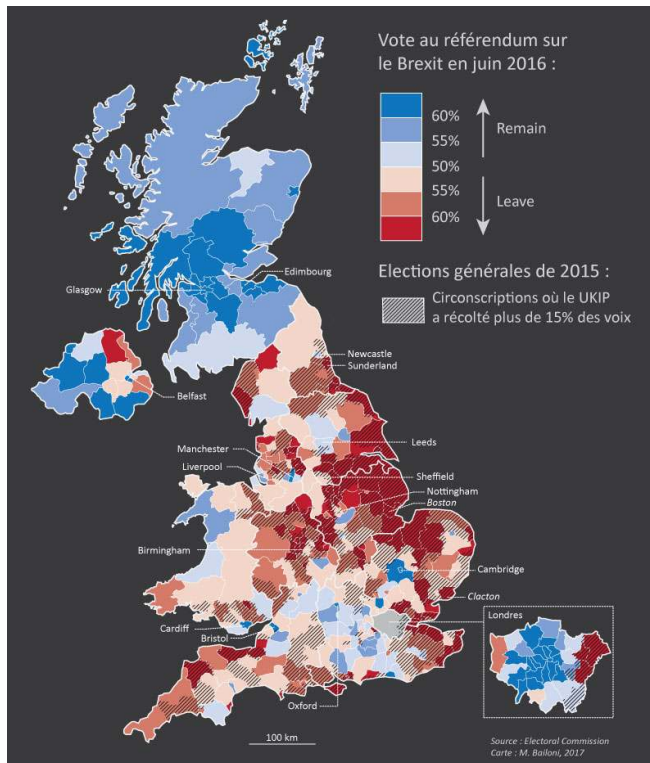 Vote au référendum sur
le Brexit en juin 2016 :
60%
55%
50%
55%
60%
Remain
Leave
Elections générales de 2015 :
Circonscriptions où le UKIP
a récolté plus de 15% des voix
Edimbourg
Glasgow
Newcastle
Sunderland
Belfast
Leeds
Manchester
Liverpool
Sheffield
Nottingham
Boston
Birmingham
Cambridge
Clacton
Londres
Cardiff
Bristol
Oxford
100 km
Source : Electoral Commission
Carte : M. Bailoni, 2017